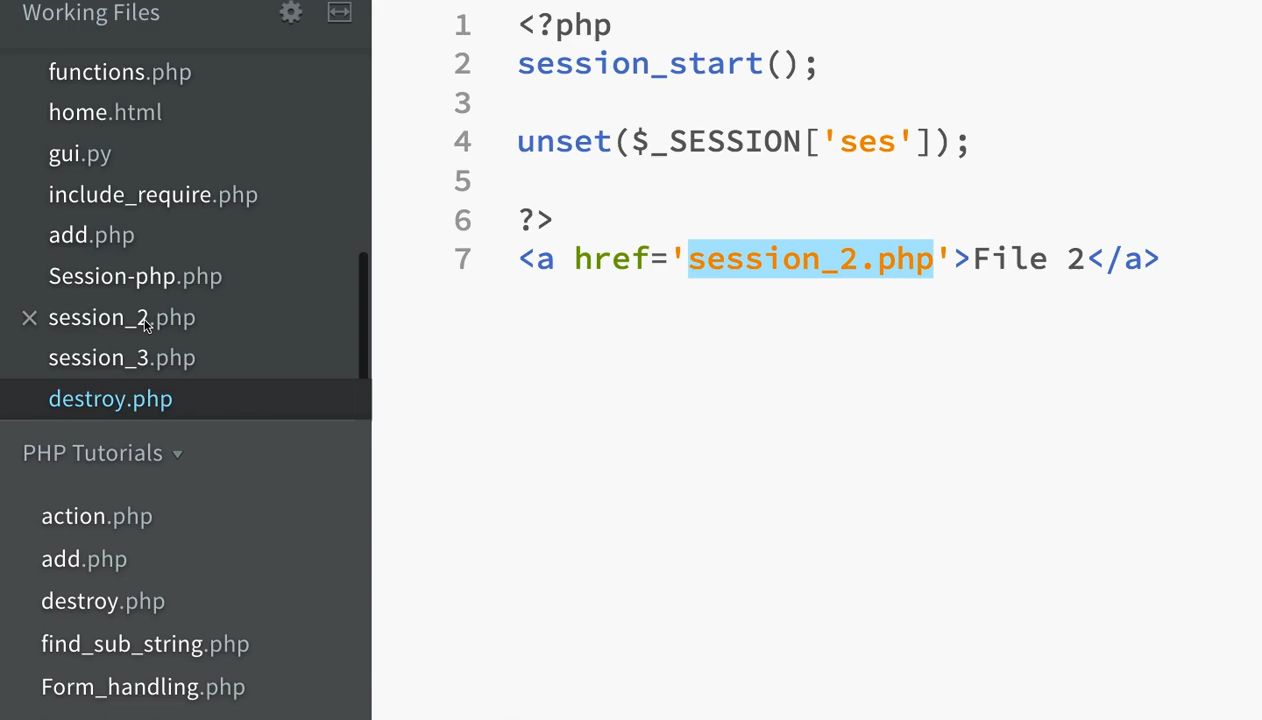 Working Files
functions.php
home.html
gui.py
include_require.php
add.php
Session-php.php
session_2.php
session_3.php
destroy.php
PHP Tutorials
action.php
add.php
destroy.php
find_sub_string.php
Form_handling.php
1 <?php
2 session_start();
3
4 unset($_SESSION['ses']);
5
6 ?>
7 <a href='session_2.php'>File 2</a>